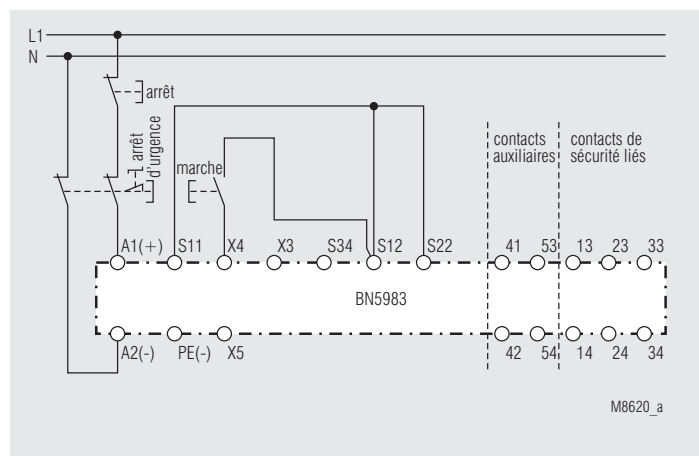 L1
N
arrêt
arrêt
d'urgence
marche
contacts
auxiliaires
contacts de
sécurité liés
A1(+) S11 X4 X3 S34 S12 S22 41 53 13 23 33
BN5983
A2(-) PE(-) X5 42 54 14 24 34
M8620_a